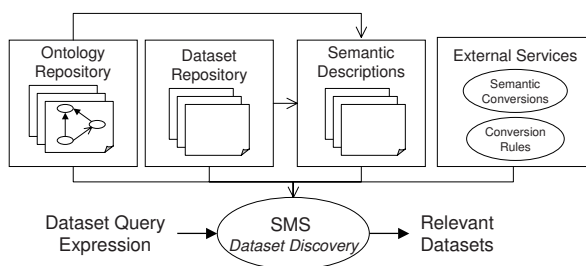 Ontology
Repository
Dataset
Repository
Semantic
Descriptions
External Services
Semantic
Conversions
Conversion
Rules
Dataset Query
Expression
SMS
Dataset Discovery
Relevant
Datasets